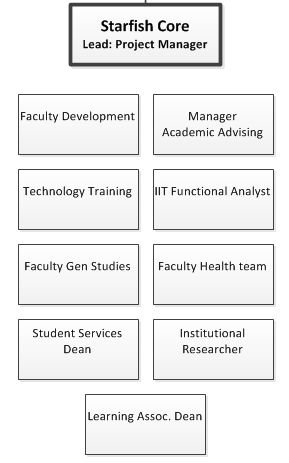 Starfish Core
Lead: Project Manager
Faculty Development
Manager
Academic Advising
Technology Training
IIT Functional Analyst
Faculty Gen Studies
Faculty Health team
Student Services
Dean
Institutional
Researcher
Learning Assoc. Dean